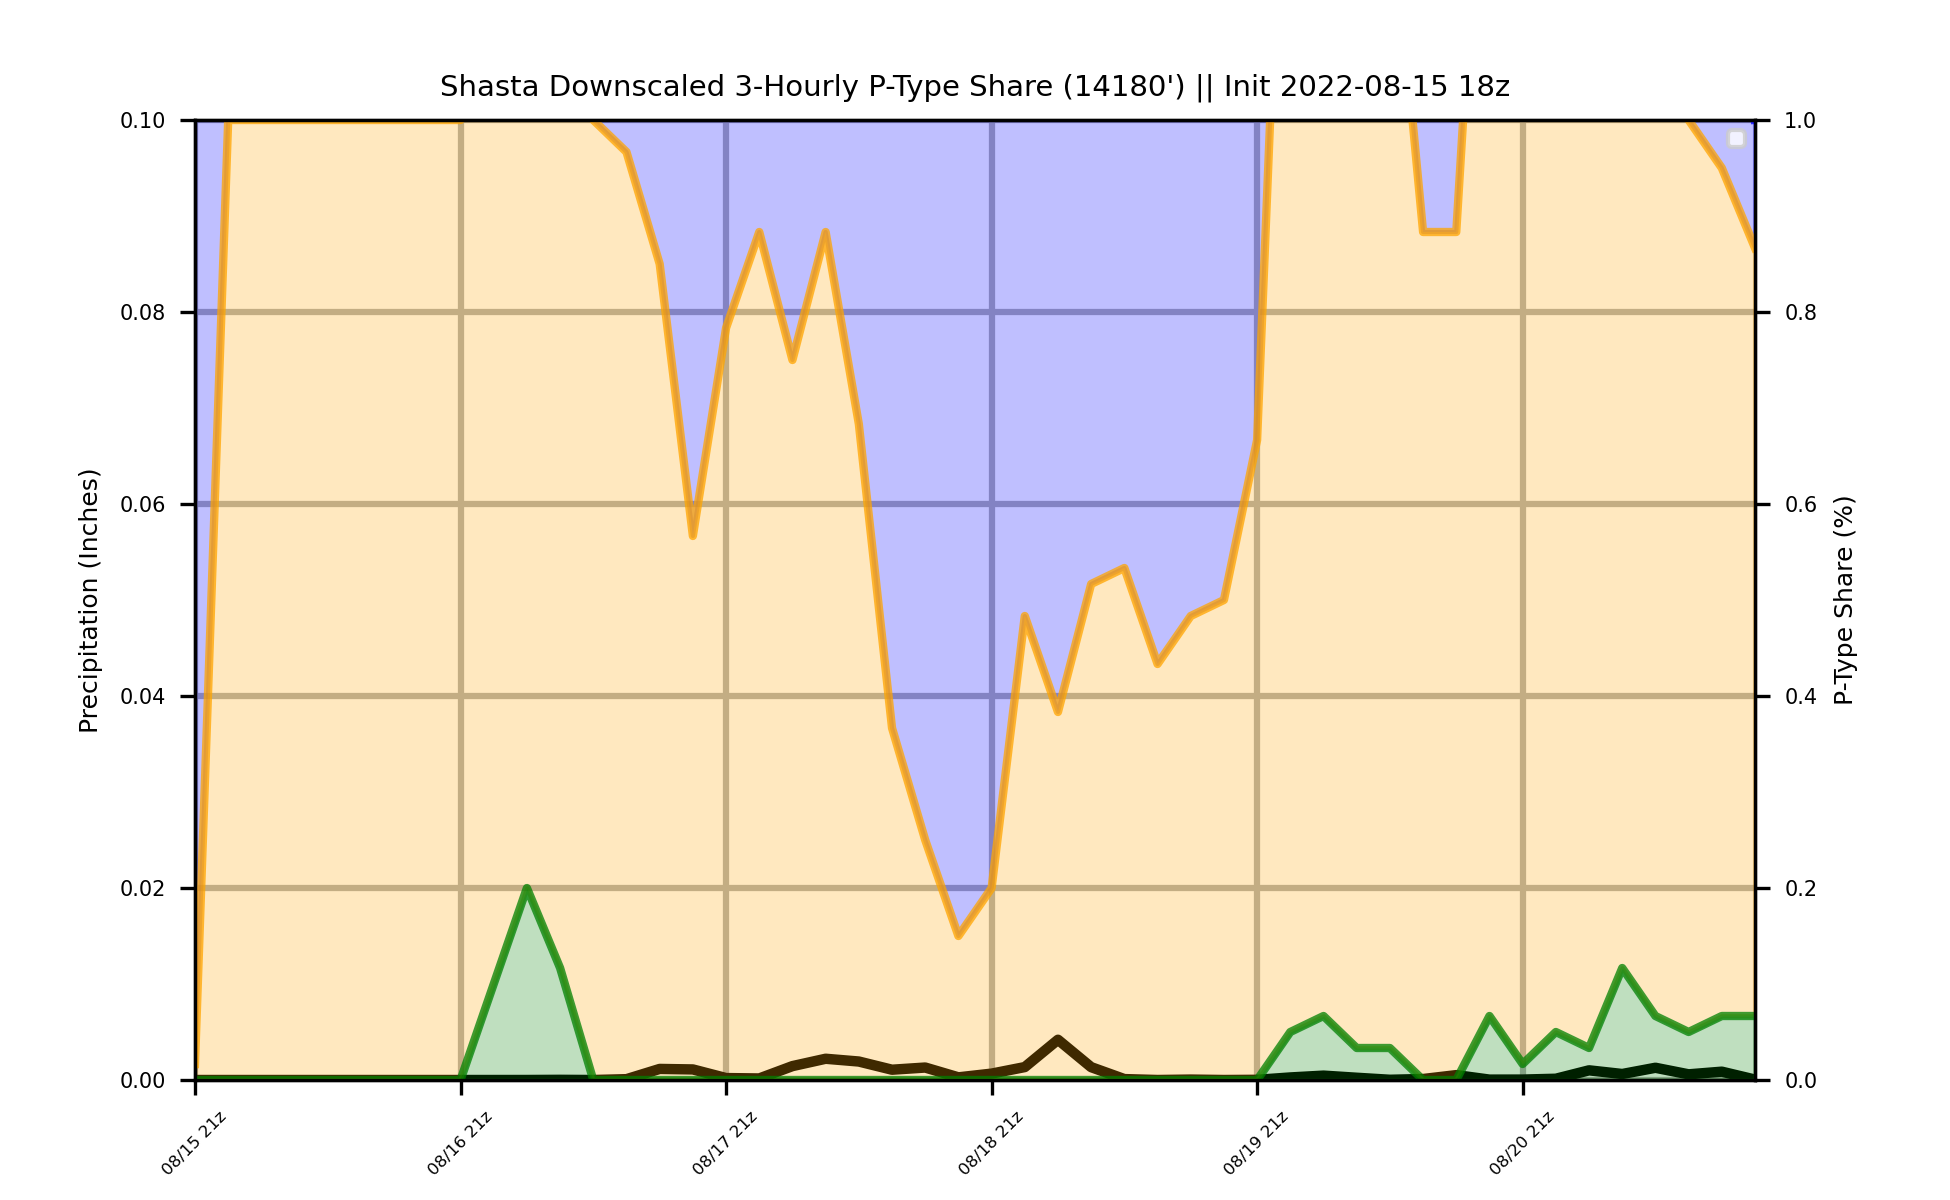 Shasta Downscaled 3-Hourly P-Type Share (14180') || Init 2022-08-15 18z
0.10
0.08
0.06
0.04
0.02
0.00
Precipitation (Inches)
1.0
0.8
0.6
0.4
0.2
0.0
P-Type Share (%)
08/15 21z
08/16 21z
08/17 21z
08/18 21z
08/19 21z
08/20 21z